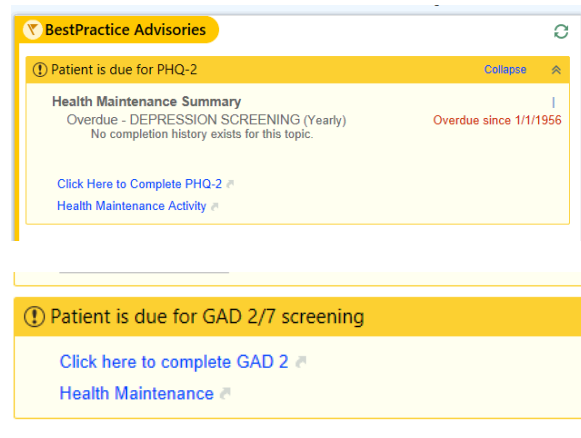 BestPractice Advisories
Patient is due for PHQ-2 Collapse
Health Maintenance Summary
Overdue - DEPRESSION SCREENING (Yearly) Overdue since 1/1/1956
No completion history exists for this topic.
Click Here to Complete PHQ-2
Health Maintenance Activity
Patient is due for GAD 2/7 screening
Click here to complete GAD 2
Health Maintenance